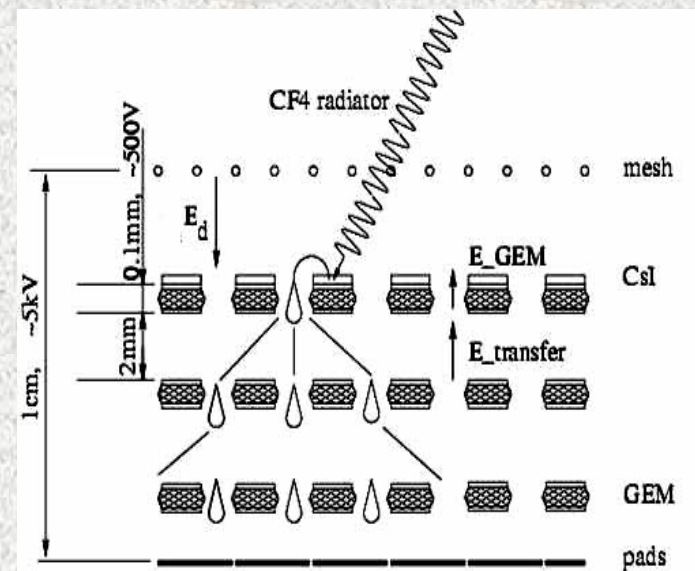 CF4 radiator
mesh
0.1mm, ~500V
E_d
E_GEM
CsI
1cm, ~5kV
2mm
E_transfer
GEM
pads